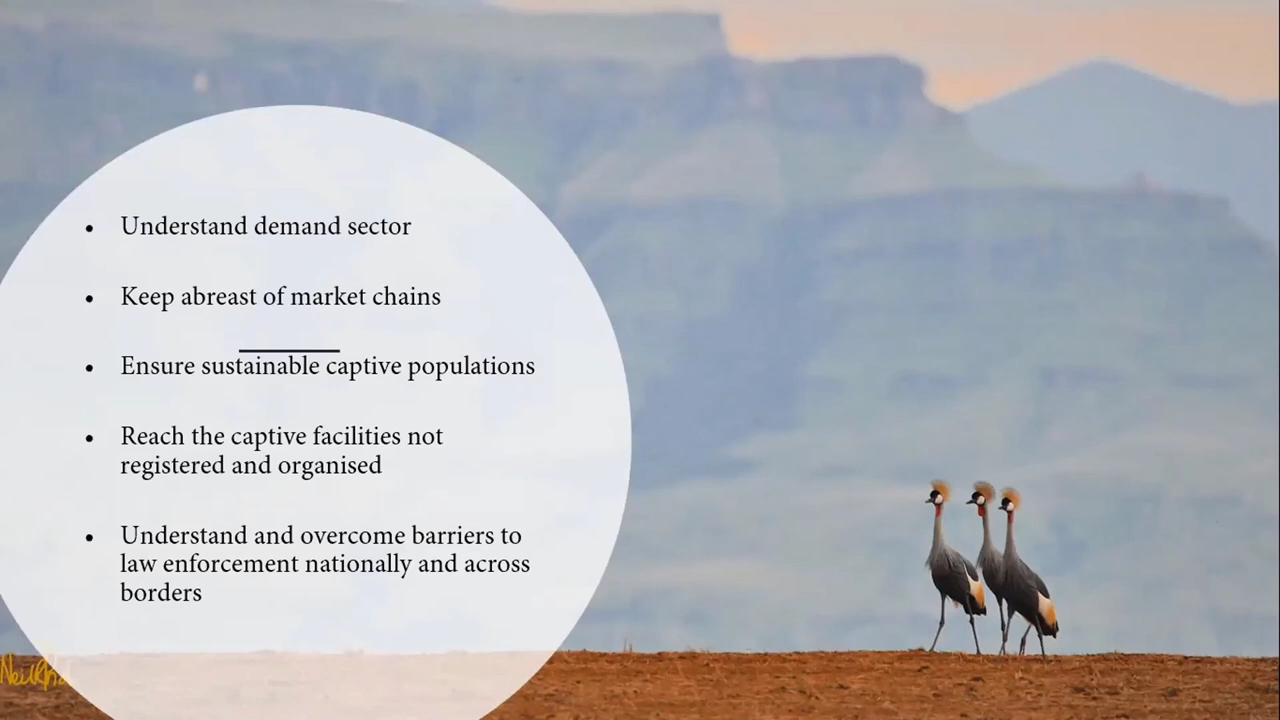 • Understand demand sector
• Keep abreast of market chains
• Ensure sustainable captive populations
• Reach the captive facilities not
registered and organised
• Understand and overcome barriers to
law enforcement nationally and across
borders